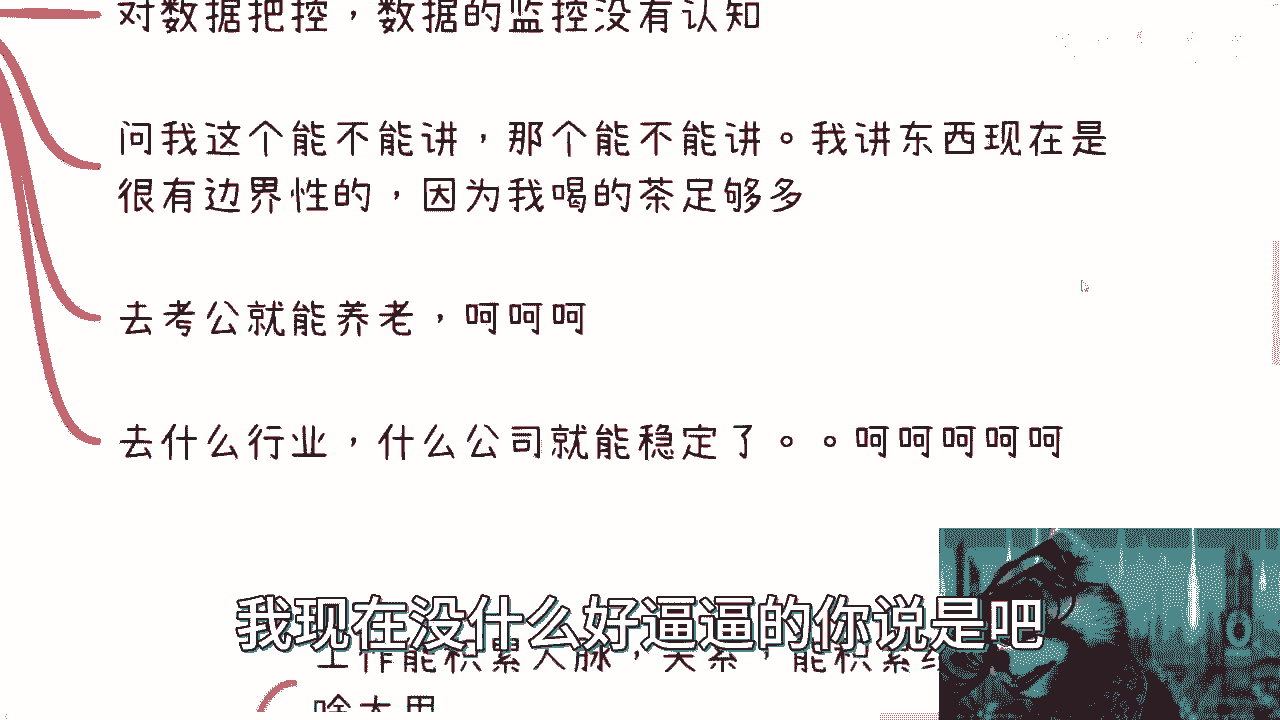 对数据把控，数据的监控没有认知
问我这个能不能讲，那个能不能讲。我讲东西现在是
很有边界性的，因为我喝的茶足够多
去考公就能养老，呵呵呵
去什么行业，什么公司就能稳定了。。呵呵呵呵呵
我现在没什么好逼逼的你说是吧
工作能积累人脉，关系，能积累